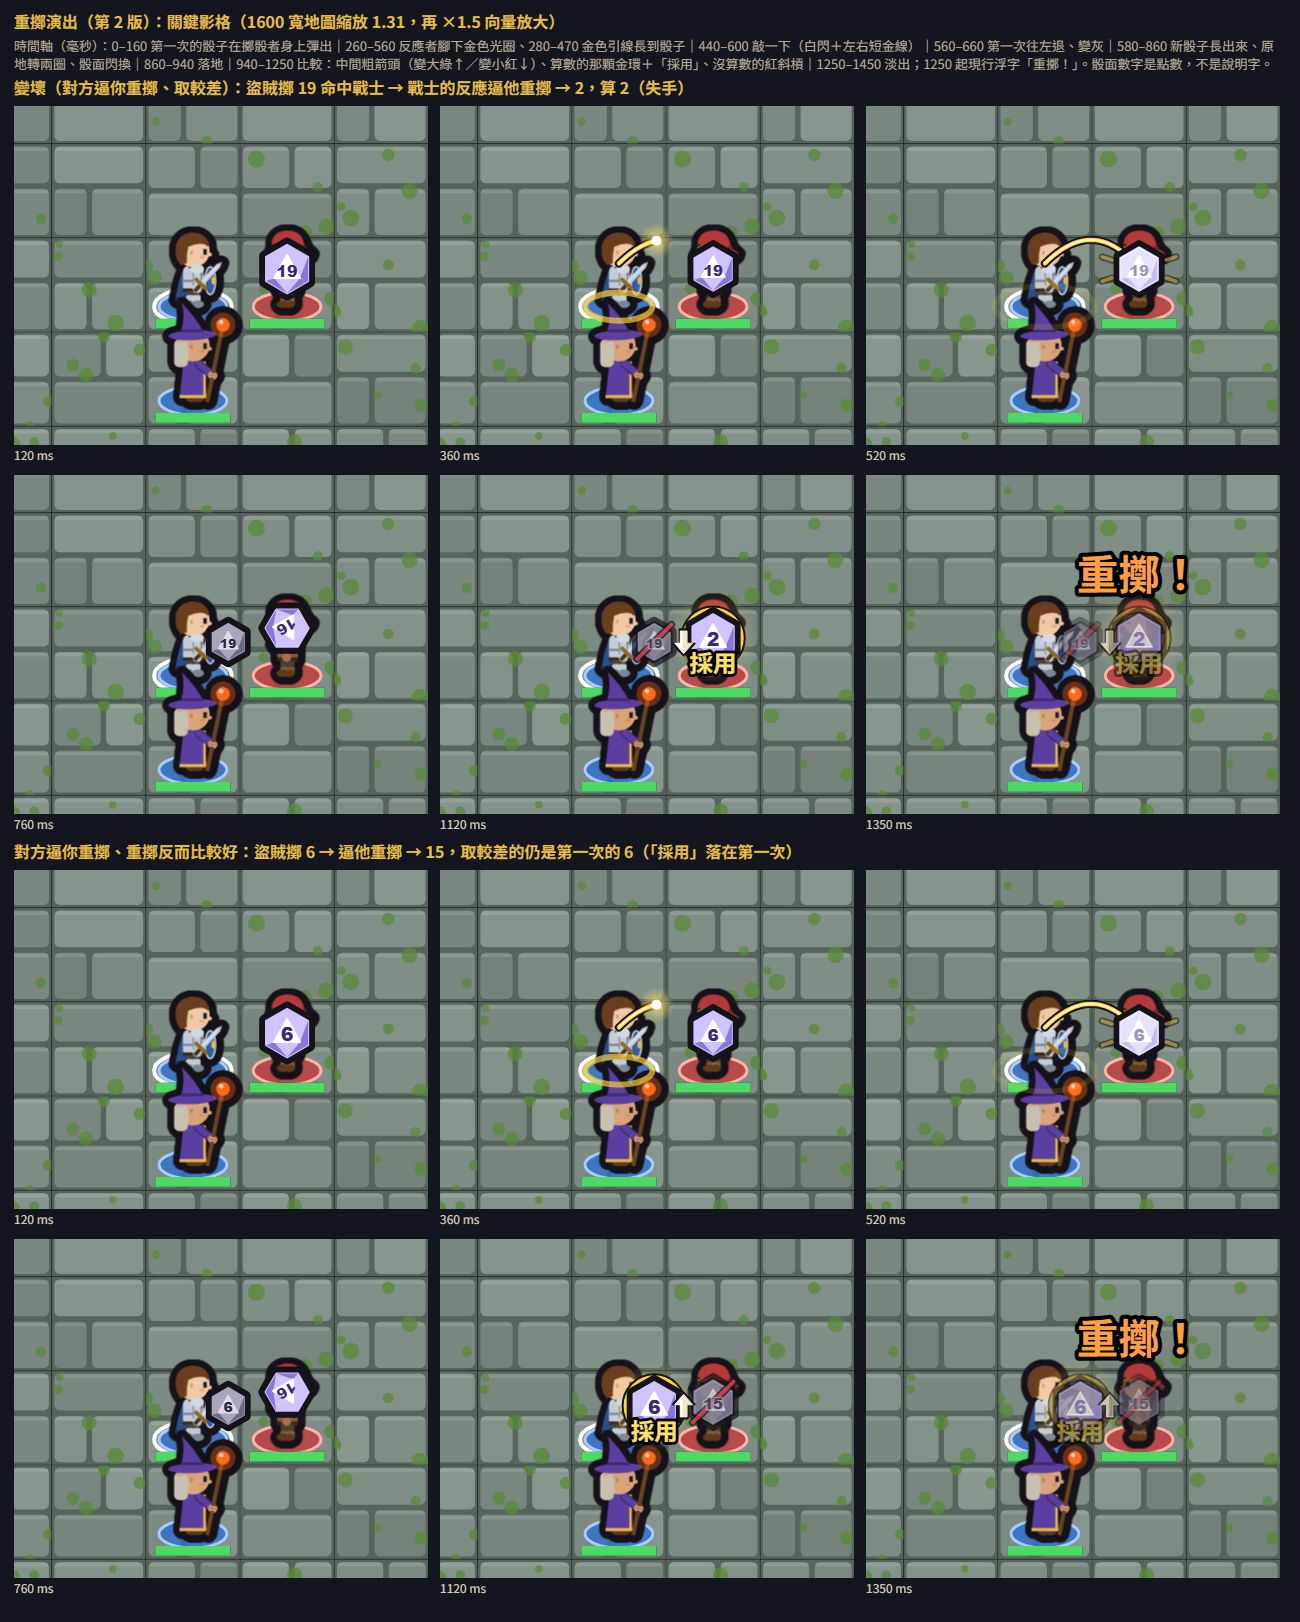 重擲演出（第 2 版）：關鍵影格（1600 寬地圖縮放 1.31，再 ×1.5 向量放大）
時間軸（毫秒）：0–160 第一次的骰子在擲骰者身上彈出｜260–560 反應者腳下金色光圈、280–470 金色引線長到骰子｜440–600 敲一下（白閃＋左右短金線）｜560–660 第一次往左退、變灰｜580–860 新骰子長出來、原
地轉兩圈、骰面閃換｜860–940 落地｜940–1250 比較：中間粗箭頭（變大綠↑／變小紅↓）、算數的那顆金環＋「採用」、沒算數的紅斜槓｜1250–1450 淡出；1250 起現行浮字「重擲！」。骰面數字是點數，不是說明字。
變壞（對方逼你重擲、取較差）：盜賊擲 19 命中戰士 → 戰士的反應逼他重擲 → 2，算 2（失手）
19
19
19
120 ms
360 ms
520 ms
重擲！
19
16
19
2
19
2
採用
採用
760 ms
1120 ms
1350 ms
對方逼你重擲、重擲反而比較好：盜賊擲 6 → 逼他重擲 → 15，取較差的仍是第一次的 6（「採用」落在第一次）
6
6
6
120 ms
360 ms
520 ms
重擲！
6
16
6
15
6
15
採用
採用
760 ms
1120 ms
1350 ms